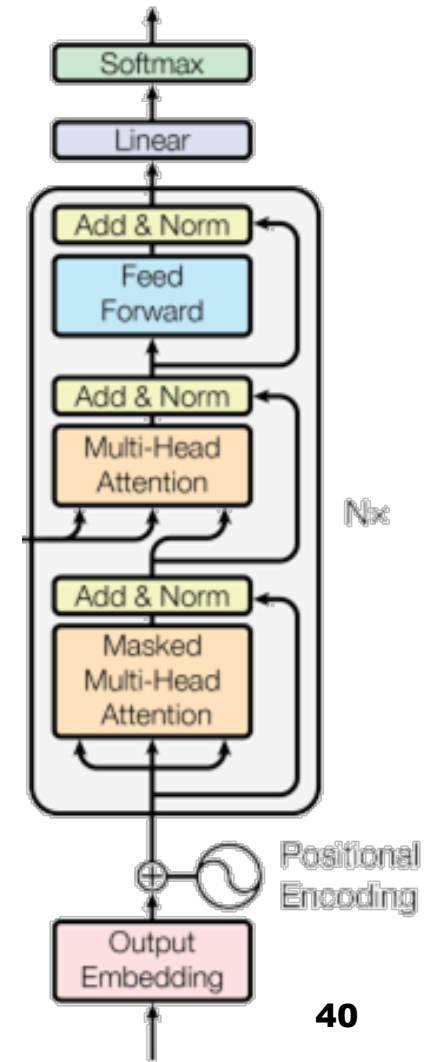 Softmax
Linear
Add & Norm
Feed
Forward
Add & Norm
Multi-Head
Attention
Nx
Add & Norm
Masked
Multi-Head
Attention
Positional
Encoding
Output
Embedding
40